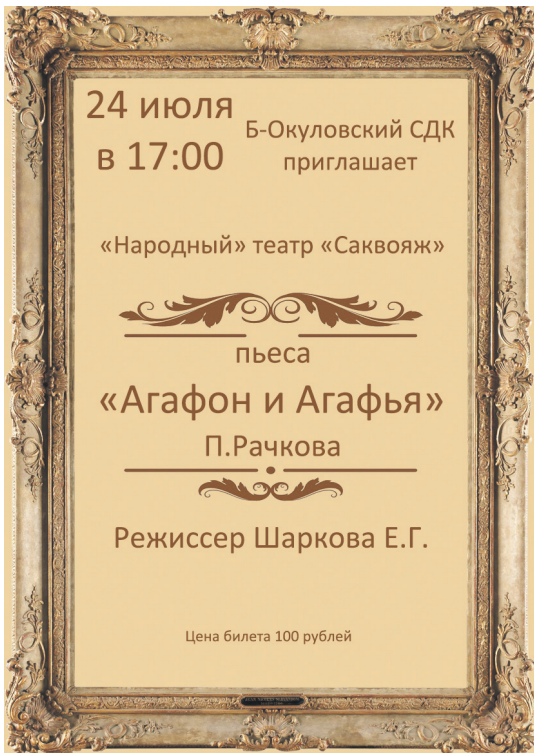 24 июля
в 17:00
Б-Окуловский СДК
приглашает
«Народный» театр «Саквояж»
пьеса
«Агафон и Агафья»
П.Рачкова
Режиссер Шаркова Е.Г.
Цена билета 100 рублей